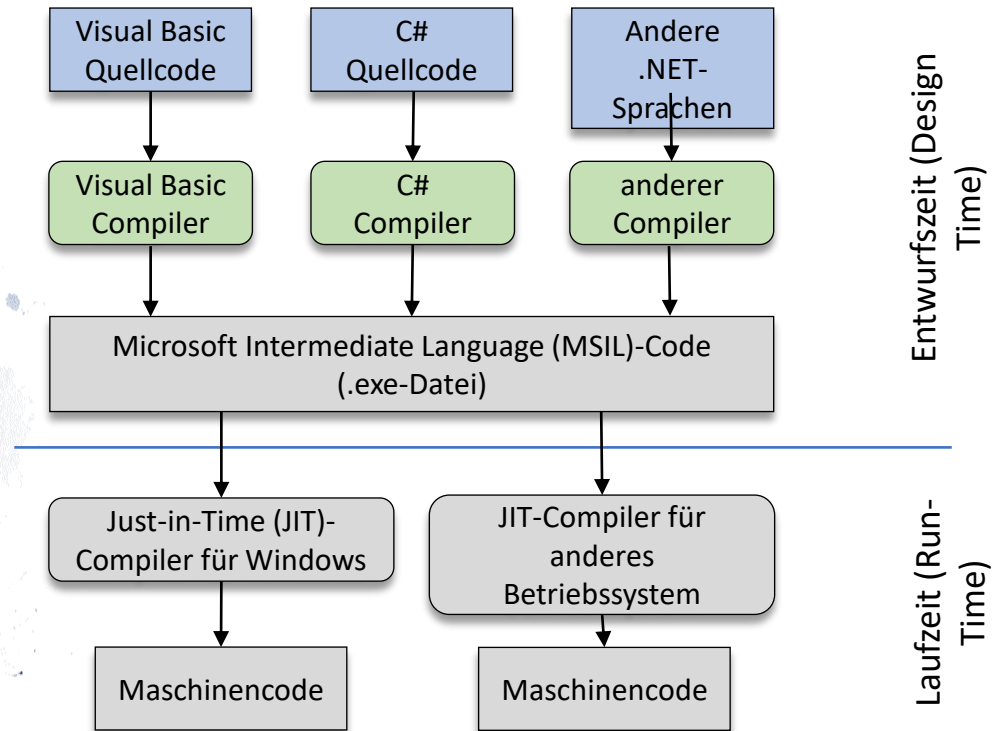 Visual Basic
Quellcode
C#
Quellcode
Andere
.NET-
Sprachen
Visual Basic
Compiler
C#
Compiler
anderer
Compiler
Microsoft Intermediate Language (MSIL)-Code
(.exe-Datei)
Entwurfszeit (Design
Time)
Just-in-Time (JIT)-
Compiler für Windows
JIT-Compiler für
anderes
Betriebssystem
Maschinencode
Maschinencode
Laufzeit (Run-
Time)